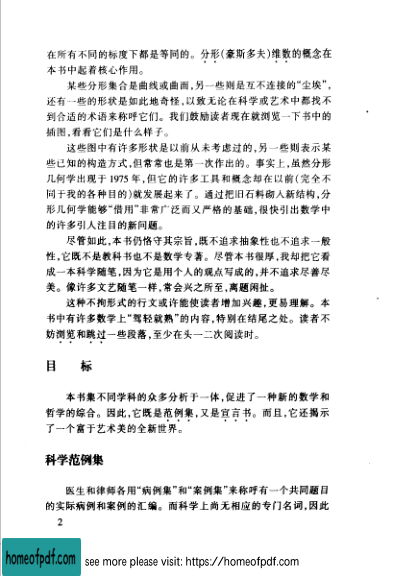 在所有不同的标度下都是等同的。分形(豪斯多夫)维数的概念在
本书中起着核心作用。
某些分形集合是曲线或曲面,另一些则是互不连接的“尘埃”,
还有一些的形状是如此地奇怪,以致无论在科学或艺术中都找不
到合适的术语来称呼它们。我们鼓励读者现在就浏览一下书中的
插图,看看它们是什么样子。
这些图中有许多形状是以前从未考虑过的,另一些则表示某
些已知的构造方式,但常常也是第一次作出的。事实上,虽然分形
几何学出现于 1975 年,但它的许多工具和概念却在以前(完全不
同于我的各种目的)就发展起来了。通过把旧石料砌入新结构,分
形几何学能够“借用”非常广泛而又严格的基础,很快引出数学中
的许多引人注目的新问题。
尽管如此,本书仍恪守其宗旨,既不追求抽象性也不追求一般
性,它既不是教科书也不是数学专著。尽管本书很厚,我却把它看
成一本科学随笔,因为它是用个人的观点写成的,并不追求尽善尽
美。像许多文艺随笔一样,常会兴之所至,离题闲扯。
这种不拘形式的行文或许能使读者增加兴趣,更易理解。本
书中有许多数学上“驾轻就熟”的内容,特别在结尾之处。读者不
妨浏览和跳过一些段落,至少在头一二次阅读时。
目 标
本书集不同学科的众多分析于一体,促进了一种新的数学和
哲学的综合。因此,它既是范例集,又是宣言书。而且,它还揭示
了一个富于艺术美的全新世界。
科学范例集
医生和律师各用“病例集”和“案例集”来称呼有一个共同题目
的实际病例和案例的汇编。而科学上尚无相应的专门名词,因此
2
homeofpdf.com
see more please visit: https://homeofpdf.com